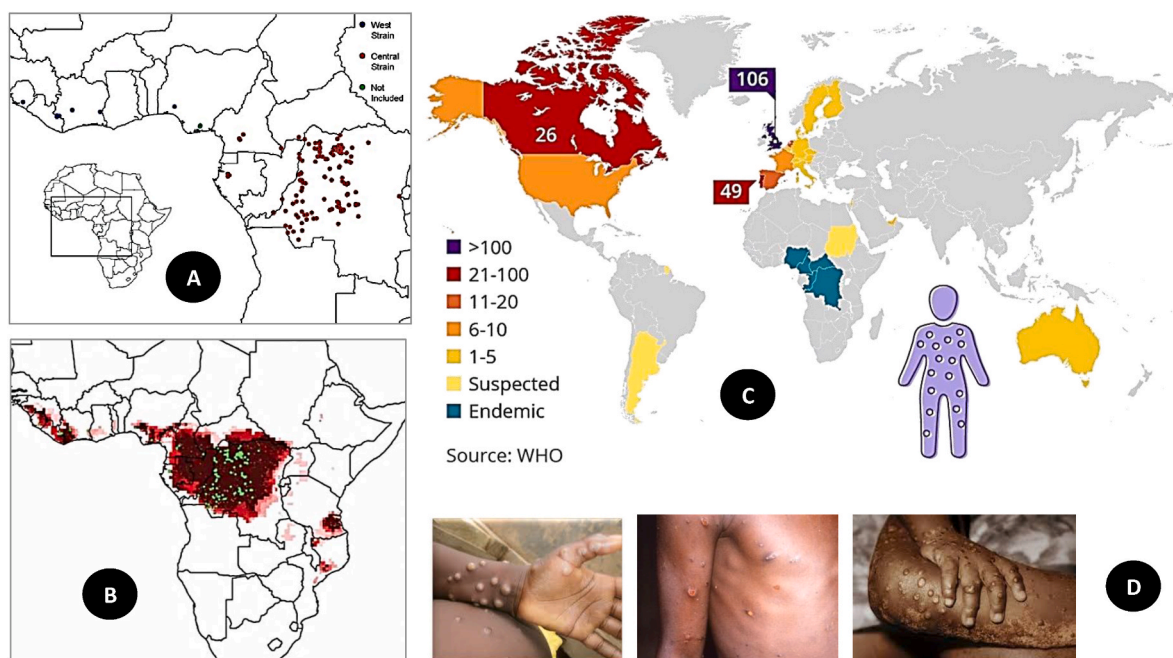 West
Strain
Central
Strain
Not
Included
A
B
106
26
49
>100
21-100
11-20
6-10
1-5
Suspected
Endemic
Source: WHO
C
D